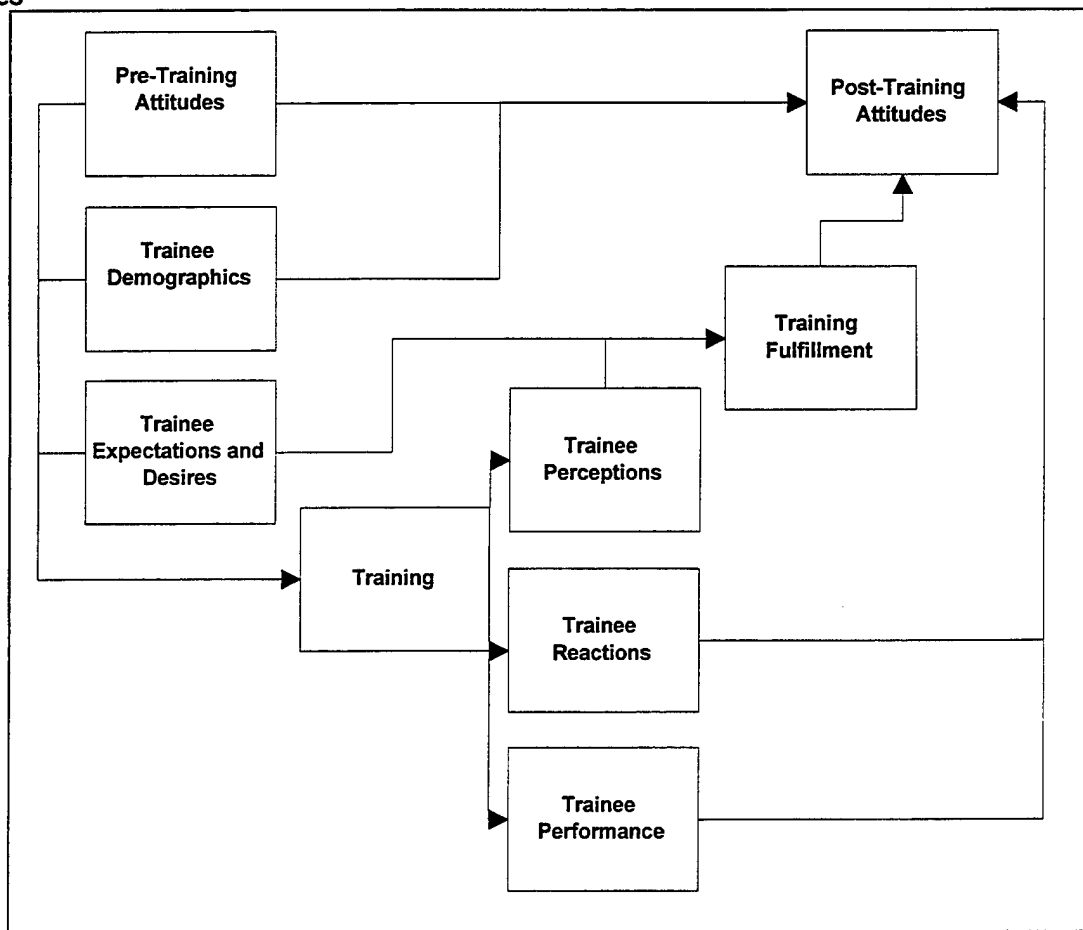 Pre-Training
Attitudes
Post-Training
Attitudes
Trainee
Demographics
Training
Fulfillment
Trainee
Expectations and
Desires
Trainee
Perceptions
Training
Trainee
Reactions
Trainee
Performance